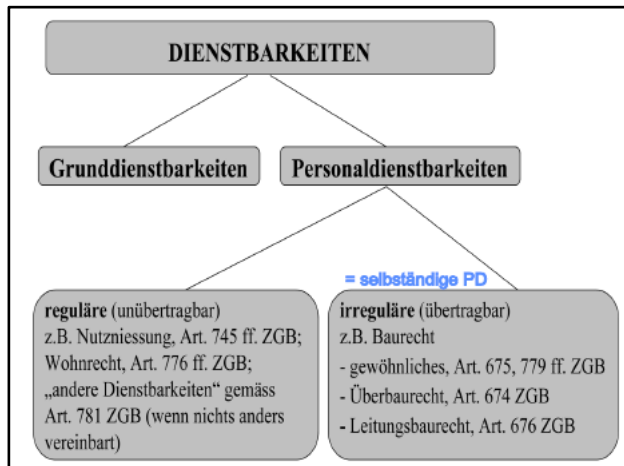 DIENSTBARKEITEN
Grunddienstbarkeiten
Personaldienstbarkeiten
reguläre (unübertragbar)
z.B. Nutzniessung, Art. 745 ff. ZGB;
Wohnrecht, Art. 776 ff. ZGB;
„andere Dienstbarkeiten" gemäss
Art. 781 ZGB (wenn nichts anders
vereinbart)
= selbständige PD
irreguläre (übertragbar)
z.B. Baurecht
- gewöhnliches, Art. 675, 779 ff. ZGB
- Überbaurecht, Art. 674 ZGB
- Leitungsbaurecht, Art. 676 ZGB